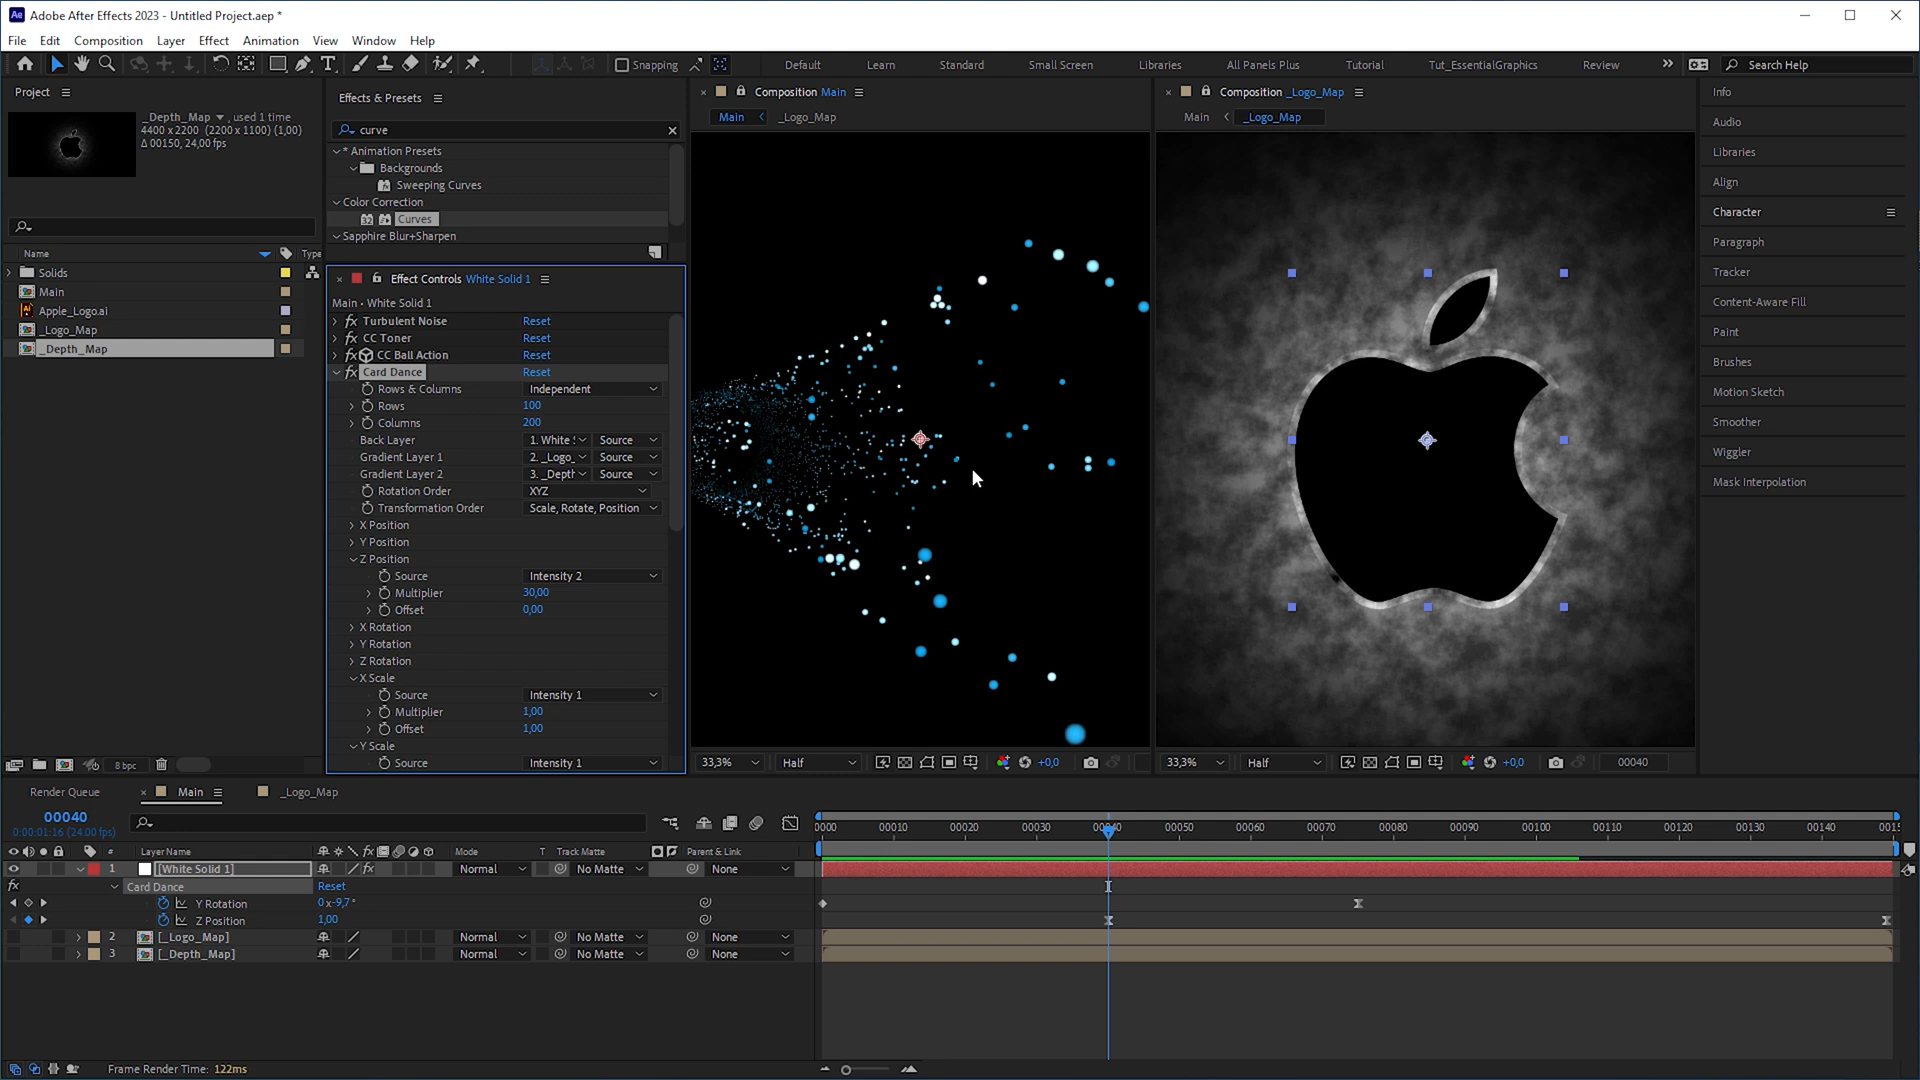 Adobe After Effects 2023 - Untitled Project.aep *
File Edit Composition Layer Effect Animation View Window Help
Snapping
Default Learn Standard Small Screen Libraries All Panels Plus Tutorial Tut_EssentialGraphics Review
Search Help
Project
_Depth_Map , used 1 time
4400 x 2200 (2200 x 1100) (1,00)
Δ 00150, 24,00 fps
Name Type
Solids
Main
Apple_Logo.ai
_Logo_Map
_Depth_Map
8 bpc
Effects & Presets
curve
* Animation Presets
Backgrounds
Sweeping Curves
Color Correction
32 Curves
Sapphire Blur+Sharpen
Effect Controls White Solid 1
Main • White Solid 1
fx Turbulent Noise Reset
fx CC Toner Reset
fx CC Ball Action Reset
fx Card Dance Reset
Rows & Columns Independent
Rows 100
Columns 200
Back Layer 1. White S Source
Gradient Layer 1 2. _Logo_ Source
Gradient Layer 2 3. _Depth Source
Rotation Order XYZ
Transformation Order Scale, Rotate, Position
X Position
Y Position
Z Position
Source Intensity 2
Multiplier 30,00
Offset 0,00
X Rotation
Y Rotation
Z Rotation
X Scale
Source Intensity 1
Multiplier 1,00
Offset 1,00
Y Scale
Source Intensity 1
Composition Main
Main _Logo_Map
33,3% Half +0,0
Composition _Logo_Map
Main _Logo_Map
33,3% Half +0,0 00040
Info
Audio
Libraries
Align
Character
Paragraph
Tracker
Content-Aware Fill
Paint
Brushes
Motion Sketch
Smoother
Wiggler
Mask Interpolation
Render Queue Main _Logo_Map
00040
0:00:01:16 (24.00 fps)
0000 00010 00020 00030 00040 00050 00060 00070 00080 00090 00100 00110 00120 00130 00140 0015
# Layer Name fx Mode T Track Matte Parent & Link
1 [White Solid 1] fx Normal No Matte None
fx Card Dance Reset
Y Rotation 0x-9,7°
Z Position 1,00
2 [_Logo_Map] Normal No Matte None
3 [_Depth_Map] Normal No Matte None
Frame Render Time: 122ms